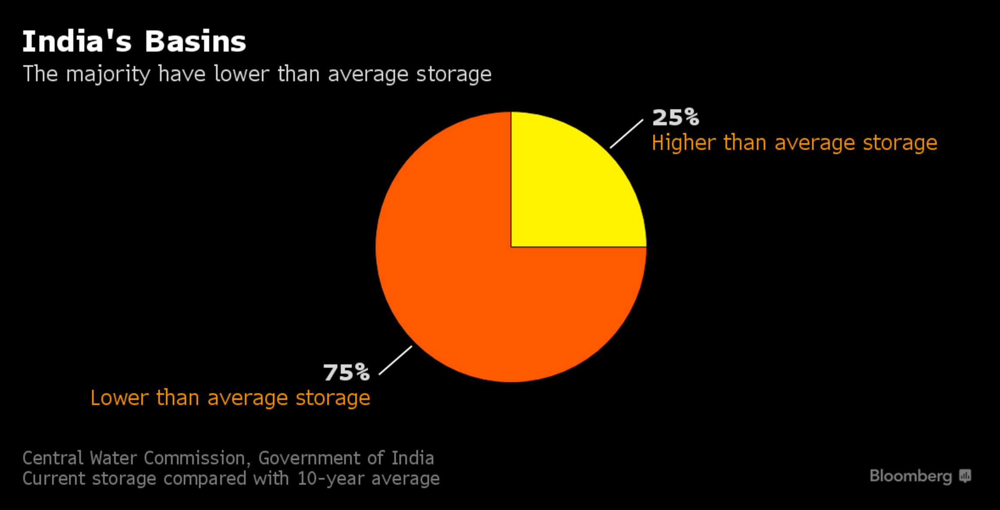 India's Basins
The majority have lower than average storage
25%
Higher than average storage
75%
Lower than average storage
Central Water Commission, Government of India
Current storage compared with 10-year average
Bloomberg